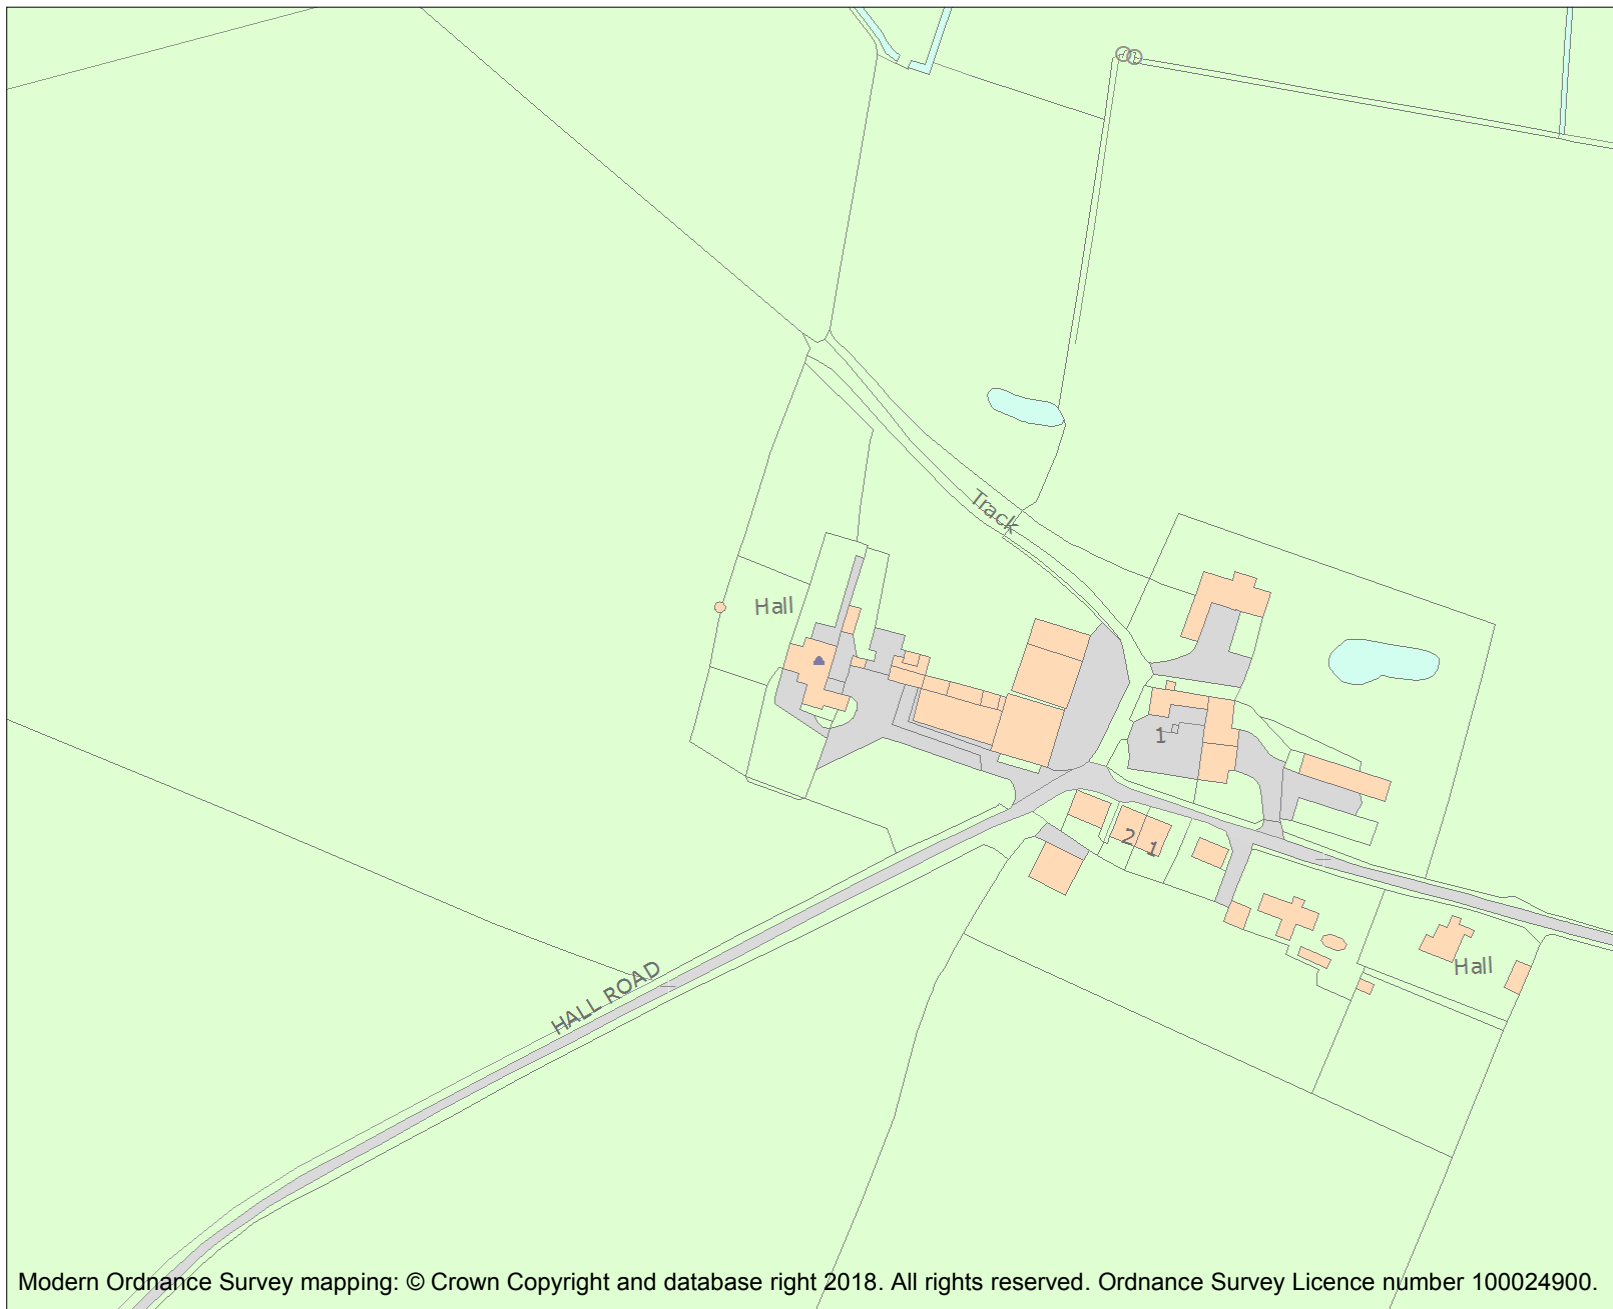 Track
Hall
1
2
1
HALL ROAD
Hall
Modern Ordnance Survey mapping: © Crown Copyright and database right 2018. All rights reserved. Ordnance Survey Licence number 100024900.